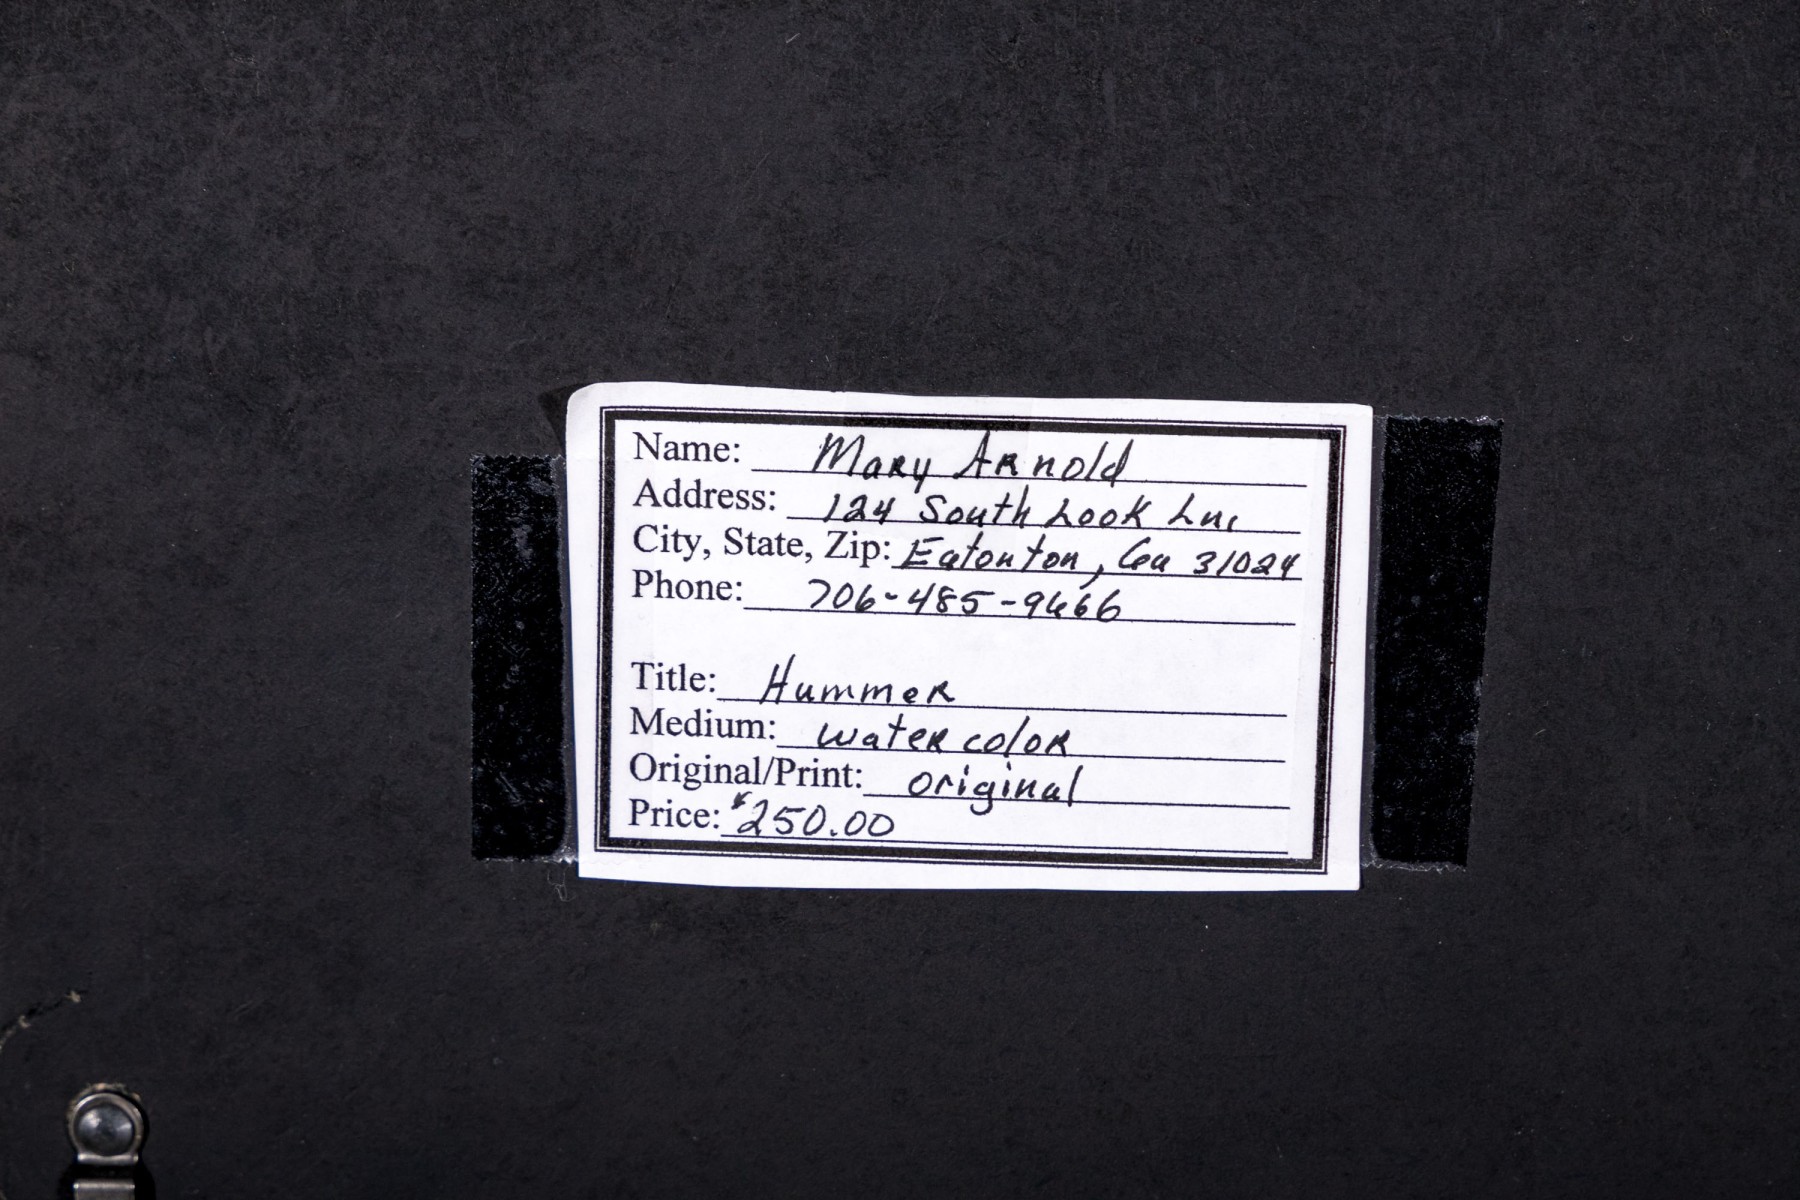 Name: Mary Arnold
Address: 124 South Look Ln.
City, State, Zip: Eatonton, Ga 31024
Phone: 706-485-9666
Title: Hummer
Medium: water color
Original/Print: original
Price: $250.00